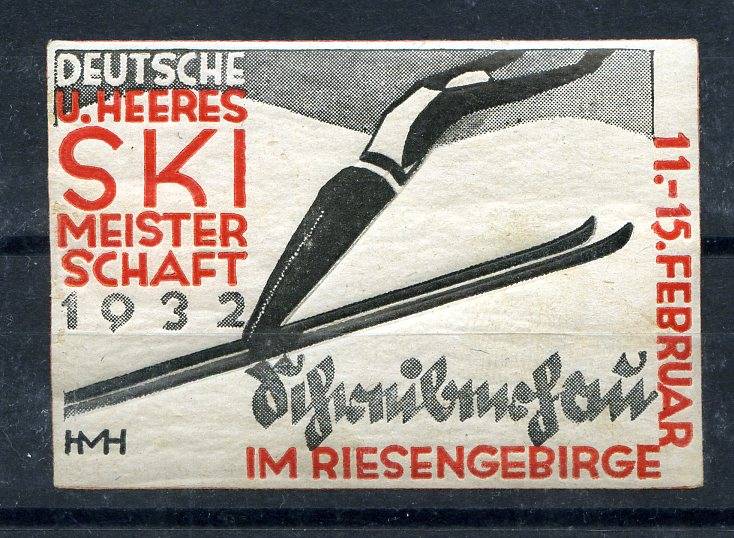 DEUTSCHE
U. HEERES
SKI
MEISTER
SCHAFT
1932
11.-15. FEBRUAR
Schreiberhau
IM RIESENGEBIRGE
HMH